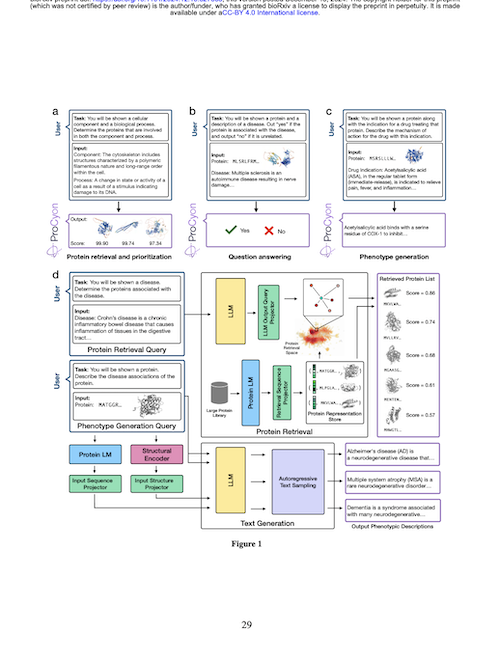 (which was not certified by peer review) is the author/funder, who has granted bioRxiv a license to display the preprint in perpetuity. It is made
available under aCC-BY 4.0 International license.
a
User
Task: You will be shown a cellular
component and a biological process.
Determine the proteins that are involved
in both the component and process.
Input:
Component: The cytoskeleton includes
structures characterized by a polymeric
filamentous nature and long-range order
within the cell.
Process: A change in state or activity of a
cell as a result of a stimulus indicating
damage to its DNA.
ProCyon
Output:
Score: 99.90 99.74 97.34
Protein retrieval and prioritization
b
User
Task: You will be shown a protein and a
description of a disease. Out "yes" if the
protein is associated with the disease,
and output "no" if it is unrelated.
Input:
Protein: MLSRLFRM…
Disease: Multiple sclerosis is an
autoimmune disease resulting in nerve
damage…
ProCyon
Yes No
Question answering
c
User
Task: You will be shown a protein along
with the indication for a drug treating that
protein. Describe the mechanism of
action for the drug with this indication.
Input:
Protein:
Drug Indication: Acetylsalicylic acid
(ASA), in the regular tablet form
(immediate-release), is indicated to relieve
pain, fever, and inflammation…
ProCyon
Acetylsalicylic acid binds with a serine
residue of COX-1 to inhibit…
Phenotype generation
d
User
Task: You will be shown a disease.
Determine the proteins associated with
the disease.
Input:
Disease: Crohn's disease is a chronic
inflammatory bowel disease that causes
inflammation of tissues in the digestive
tract…
Protein Retrieval Query
User
Task: You will be shown a protein.
Describe the disease associations of the
protein.
Input:
Protein: MATGGR…
Phenotype Generation Query
Protein LM
Structural
Encoder
Input Sequence
Projector
Input Structure
Projector
LLM
LLM Output Query
Projector
Protein
Retrieval
Space
Large Protein
Library
Protein LM
Retrieval Sequence
Projector
Protein Representation
Store
Protein Retrieval
Retrieved Protein List
Score = 0.86
Score = 0.74
Score = 0.68
Score = 0.61
Score = 0.57
LLM
Autoregressive
Text Sampling
Text Generation
Alzheimer's disease (AD) is
a neurodegenerative disease that…
Multiple system atrophy (MSA) is a
rare neurodegenerative disorder…
Dementia is a syndrome associated
with many neurodegenerative…
Output Phenotypic Descriptions
Figure 1
29